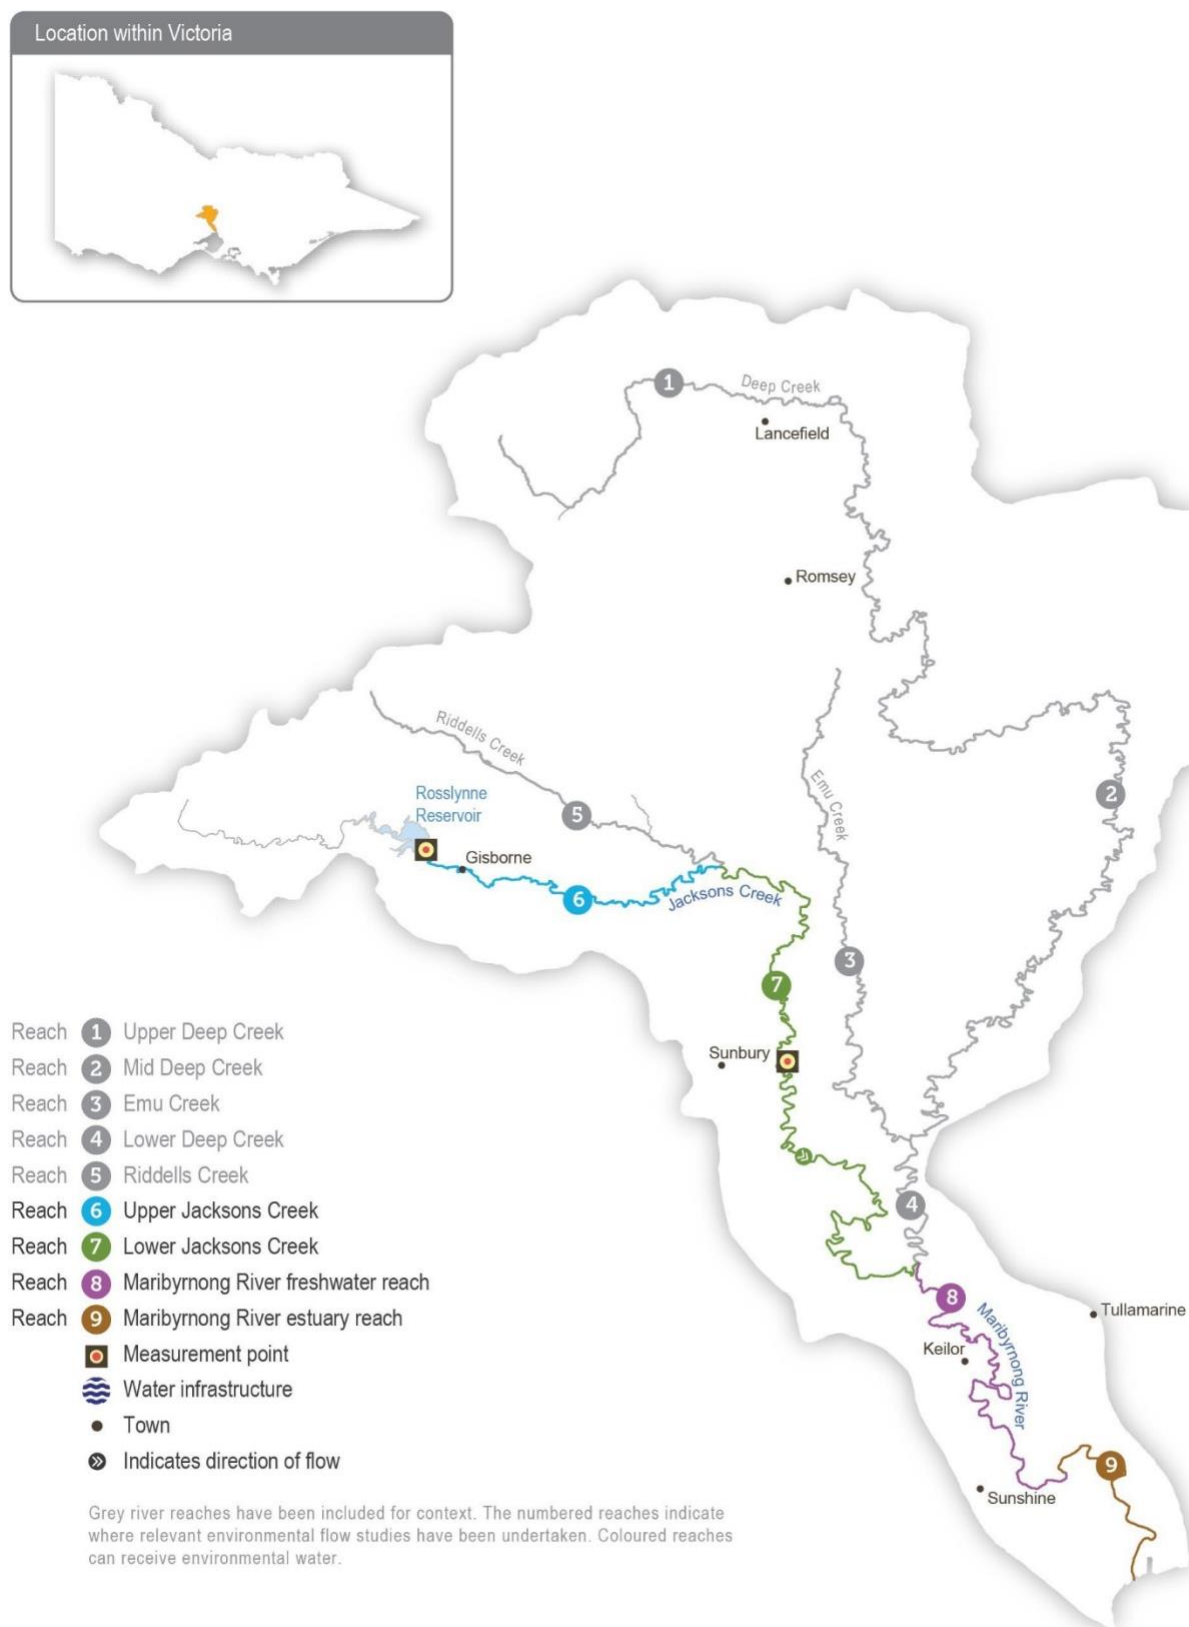 Location within Victoria
1
Deep Creek
Lancefield
Romsey
Riddells Creek
Emu Creek
2
Rosslynne
Reservoir
5
Gisborne
6
Jacksons Creek
3
7
Sunbury
4
8
Maribyrnong River
Tullamarine
Keilor
9
Sunshine
Reach 1 Upper Deep Creek
Reach 2 Mid Deep Creek
Reach 3 Emu Creek
Reach 4 Lower Deep Creek
Reach 5 Riddells Creek
Reach 6 Upper Jacksons Creek
Reach 7 Lower Jacksons Creek
Reach 8 Maribyrnong River freshwater reach
Reach 9 Maribyrnong River estuary reach
Measurement point
Water infrastructure
Town
Indicates direction of flow
Grey river reaches have been included for context. The numbered reaches indicate
where relevant environmental flow studies have been undertaken. Coloured reaches
can receive environmental water.